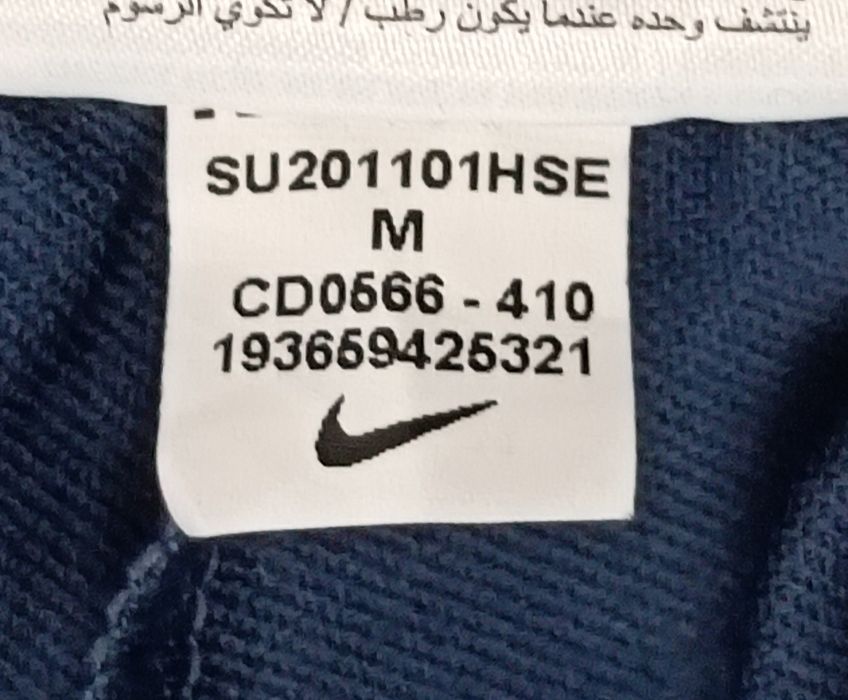 ينتشف وحده عندما يكون رطب / لا تكوي الرسوم
SU201101HSE
M
CD0566 - 410
193659425321